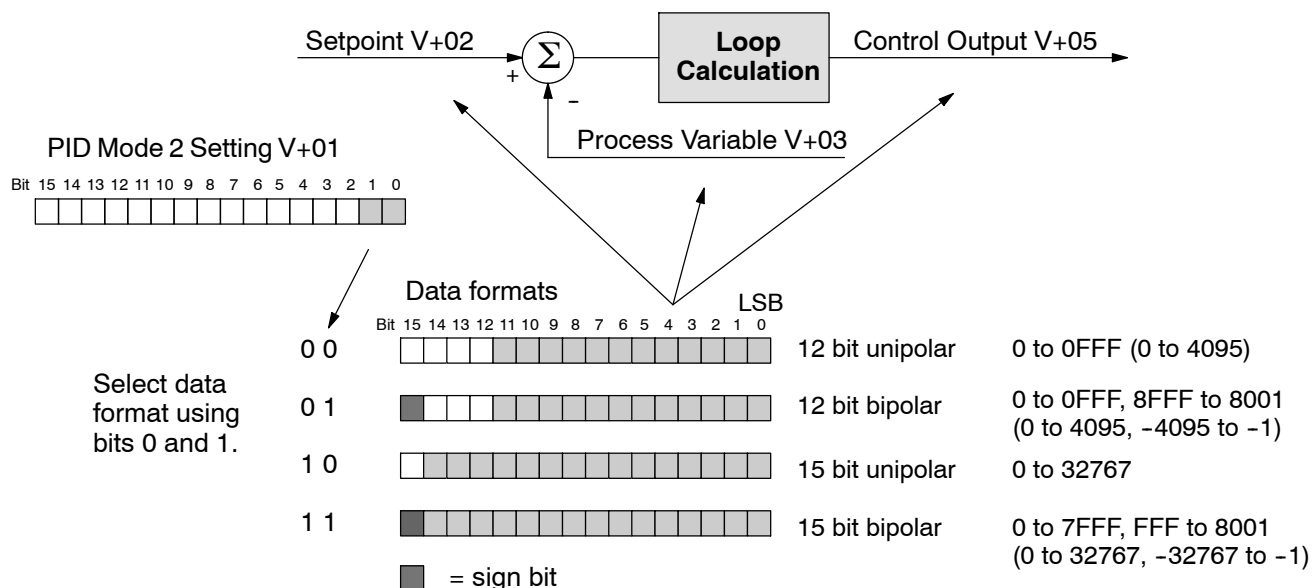 Setpoint V+02
+
Σ
-
Loop
Calculation
Control Output V+05
Process Variable V+03
PID Mode 2 Setting V+01
Bit 15 14 13 12 11 10 9 8 7 6 5 4 3 2 1 0
Data formats
LSB
Bit 15 14 13 12 11 10 9 8 7 6 5 4 3 2 1 0
Select data
format using
bits 0 and 1.
0 0
12 bit unipolar
0 to 0FFF (0 to 4095)
0 1
12 bit bipolar
0 to 0FFF, 8FFF to 8001
(0 to 4095, -4095 to -1)
1 0
15 bit unipolar
0 to 32767
1 1
15 bit bipolar
0 to 7FFF, FFF to 8001
(0 to 32767, -32767 to -1)
= sign bit